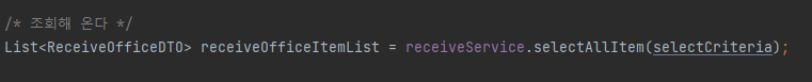 /* 조회해 온다 */
List<ReceiveOfficeDTO> receiveOfficeItemList = receiveService.selectAllItem(selectCriteria);